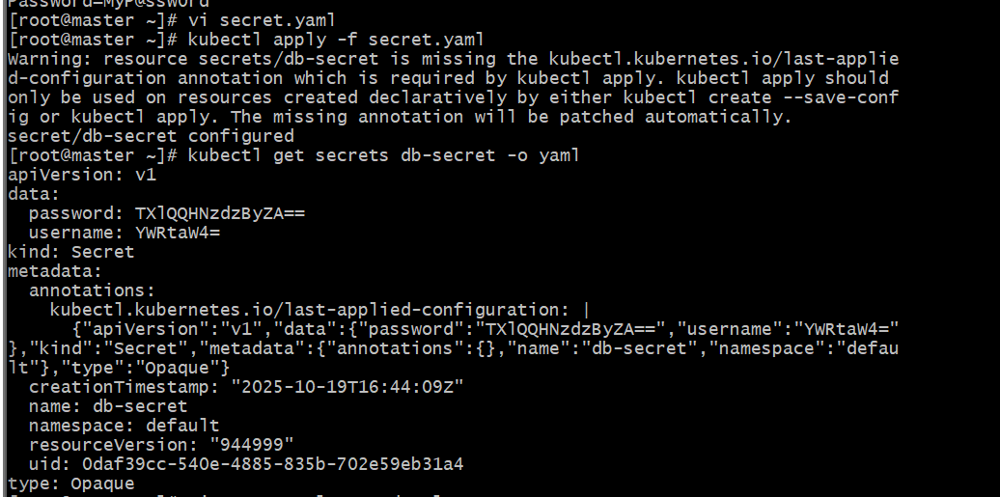 Password=MyP@ssw0rd
[root@master ~]# vi secret.yaml
[root@master ~]# kubectl apply -f secret.yaml
Warning: resource secrets/db-secret is missing the kubectl.kubernetes.io/last-applie
d-configuration annotation which is required by kubectl apply. kubectl apply should
only be used on resources created declaratively by either kubectl create --save-conf
ig or kubectl apply. The missing annotation will be patched automatically.
secret/db-secret configured
[root@master ~]# kubectl get secrets db-secret -o yaml
apiVersion: v1
data:
  password: TXlQQHNzdzByZA==
  username: YWRtaW4=
kind: Secret
metadata:
  annotations:
    kubectl.kubernetes.io/last-applied-configuration: |
      {"apiVersion":"v1","data":{"password":"TXlQQHNzdzByZA==","username":"YWRtaW4="
},"kind":"Secret","metadata":{"annotations":{},"name":"db-secret","namespace":"defau
lt"},"type":"Opaque"}
  creationTimestamp: "2025-10-19T16:44:09Z"
  name: db-secret
  namespace: default
  resourceVersion: "944999"
  uid: 0daf39cc-540e-4885-835b-702e59eb31a4
type: Opaque